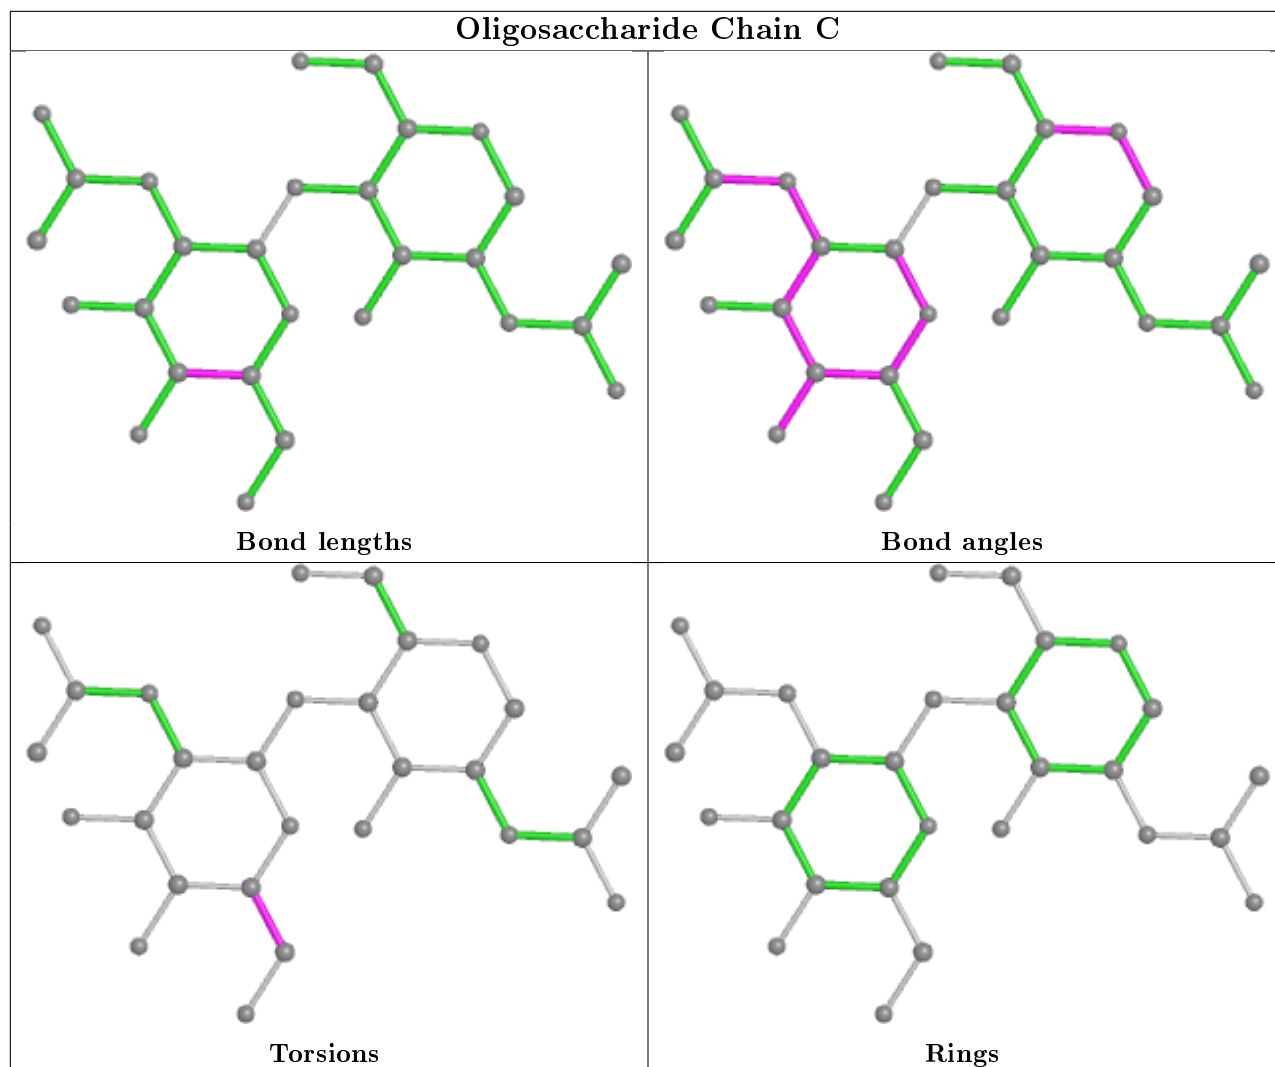 Oligosaccharide Chain C
Bond lengths
Bond angles
Torsions
Rings